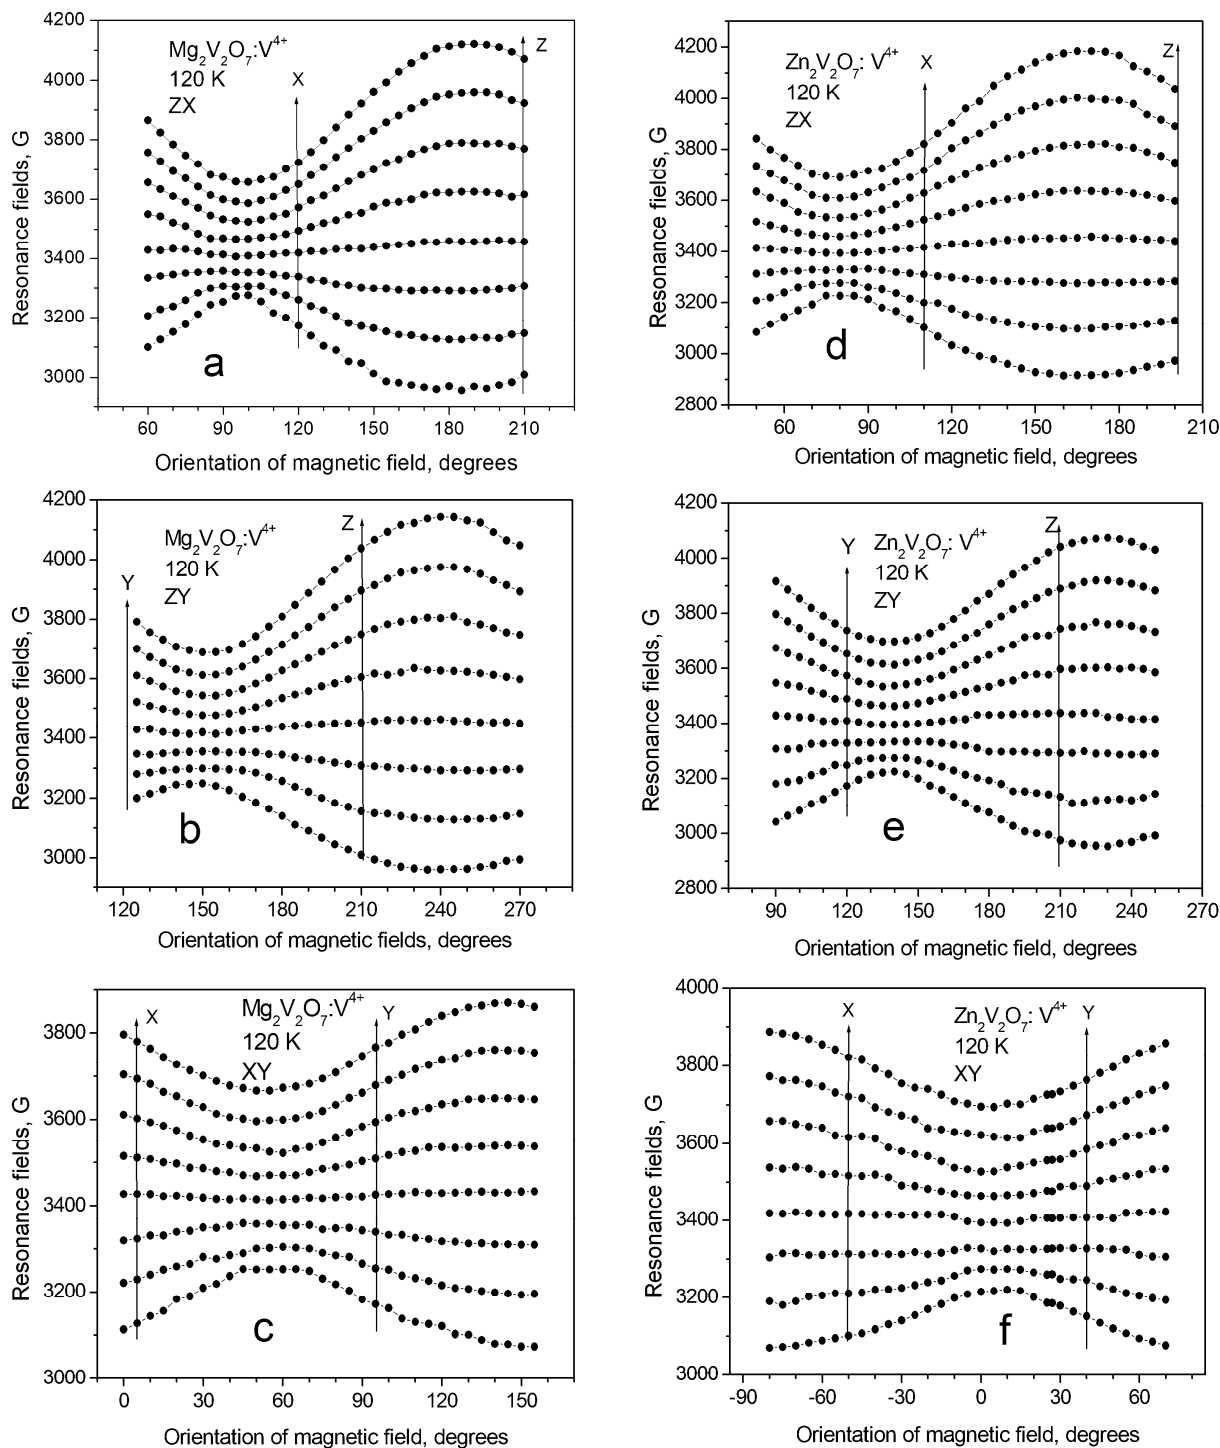 4200
4000
3800
3600
3400
3200
3000
Resonance fields, G
Mg₂V₂O₇:V⁴⁺
120 K
ZX
X
Z
a
60 90 120 150 180 210
Orientation of magnetic field, degrees
4200
4000
3800
3600
3400
3200
3000
2800
Resonance fields, G
Zn₂V₂O₇: V⁴⁺
120 K
ZX
X
Z
d
60 90 120 150 180 210
Orientation of magnetic field, degrees
4200
4000
3800
3600
3400
3200
3000
Resonance fields, G
Mg₂V₂O₇:V⁴⁺
120 K
ZY
Y
Z
b
120 150 180 210 240 270
Orientation of magnetic fields, degrees
4200
4000
3800
3600
3400
3200
3000
2800
Resonance fields, G
Zn₂V₂O₇: V⁴⁺
120 K
ZY
Y
Z
e
90 120 150 180 210 240 270
Orientation of magnetic field, degrees
3800
3600
3400
3200
3000
Resonance fields, G
Mg₂V₂O₇:V⁴⁺
120 K
XY
X
Y
c
0 30 60 90 120 150
Orientation of magnetic field, degrees
4000
3800
3600
3400
3200
3000
Resonance fields, G
Zn₂V₂O₇: V⁴⁺
120 K
XY
X
Y
f
-90 -60 -30 0 30 60
Orientation of magnetic field, degrees